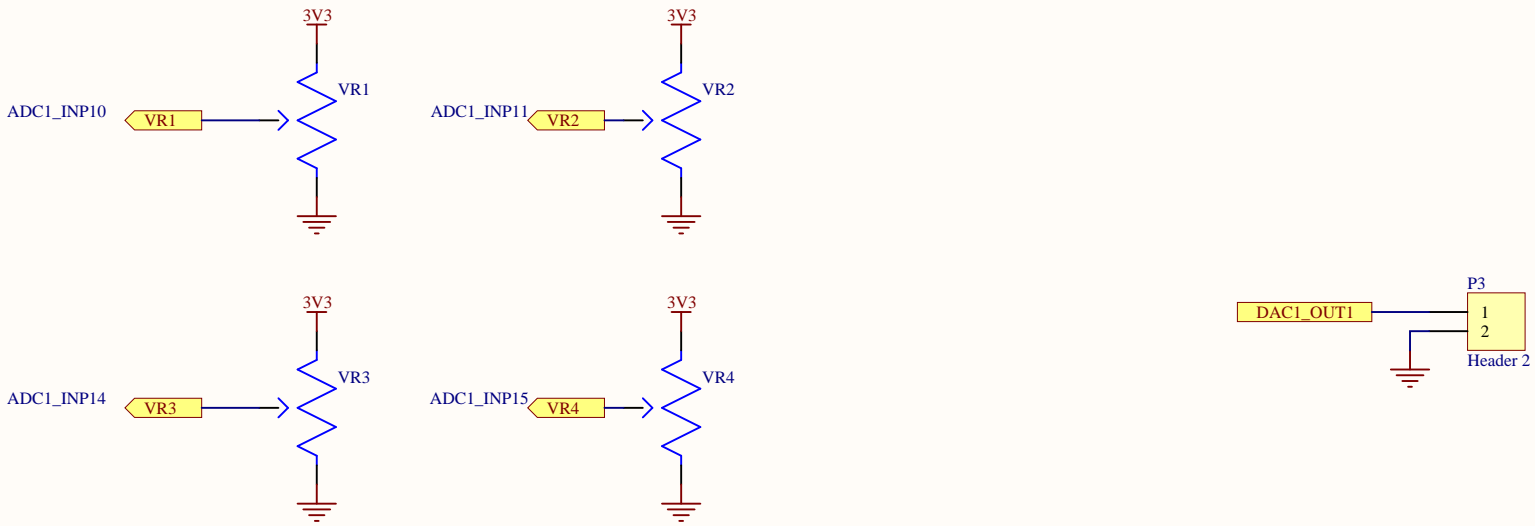 3V3
VR1
ADC1_INP10
VR1
3V3
VR2
ADC1_INP11
VR2
3V3
VR3
ADC1_INP14
VR3
3V3
VR4
ADC1_INP15
VR4
P3
DAC1_OUT1
1
2
Header 2